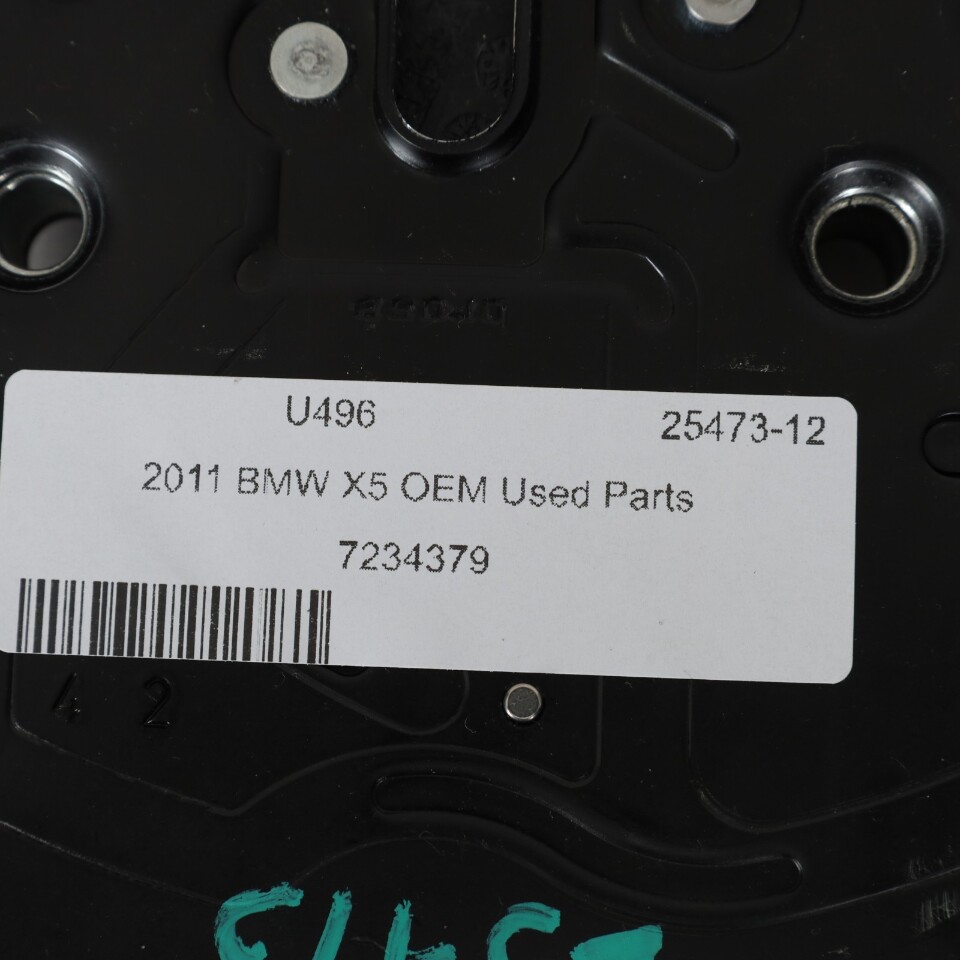 U496 25473-12
2011 BMW X5 OEM Used Parts
7234379
4 2